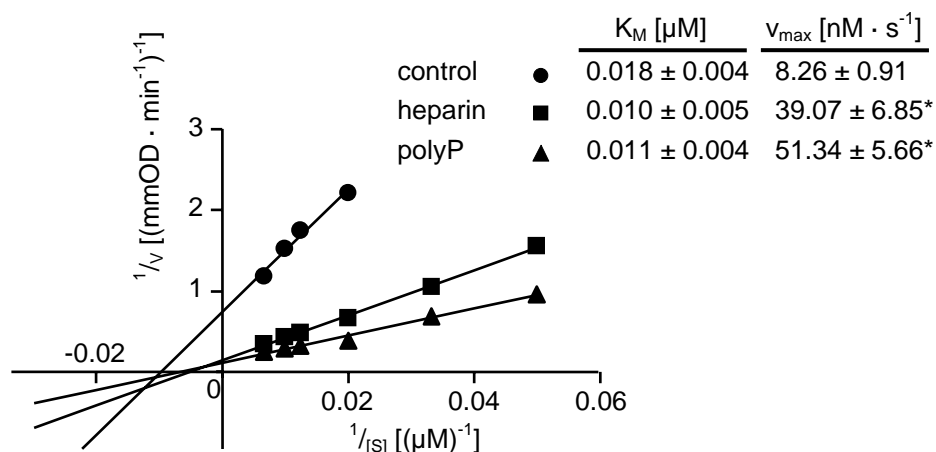 K_M [µM] v_max [nM · s⁻¹]
control ● 0.018 ± 0.004 8.26 ± 0.91
heparin ■ 0.010 ± 0.005 39.07 ± 6.85*
polyP ▲ 0.011 ± 0.004 51.34 ± 5.66*
3
2
1
¹/v [(mmOD · min⁻¹)⁻¹]
-0.02
0
0.02
0.04
0.06
¹/[S] [(µM)⁻¹]